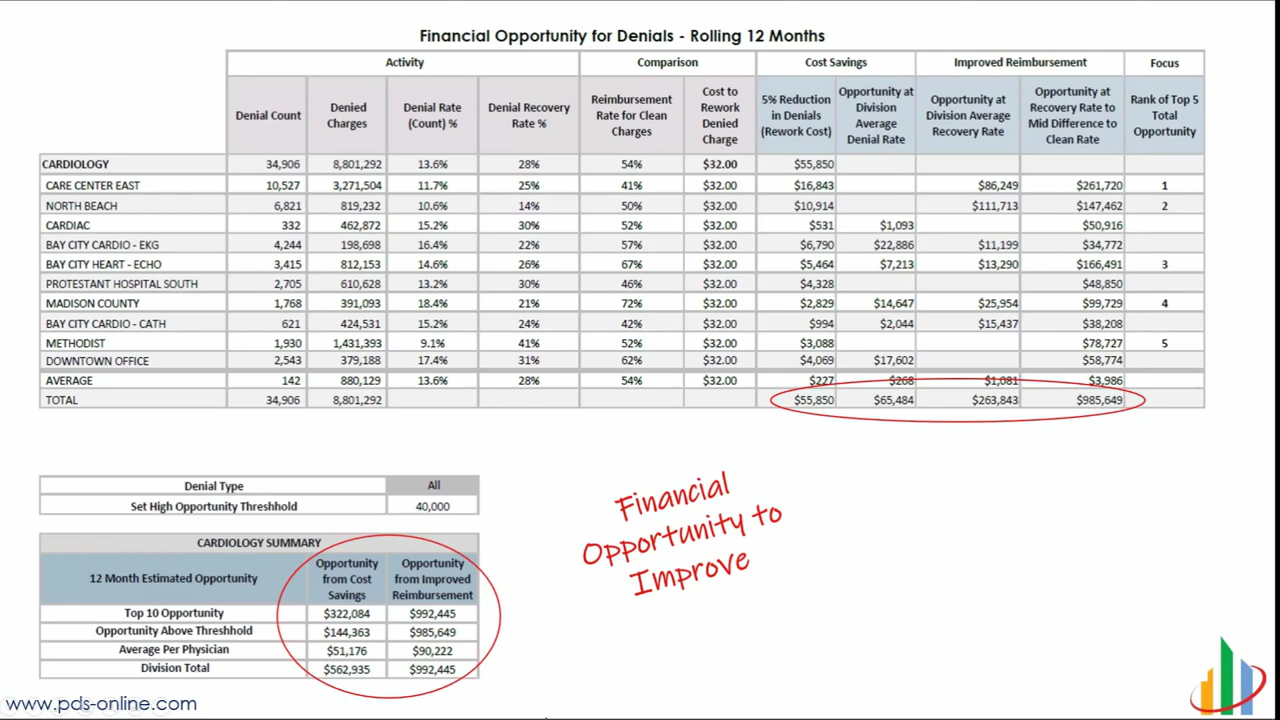 Financial Opportunity for Denials - Rolling 12 Months
Activity Comparison Cost Savings Improved Reimbursement Focus
Denial Count Denied Charges Denial Rate (Count) % Denial Recovery Rate % Reimbursement Rate for Clean Charges Cost to Rework Denied Charge 5% Reduction in Denials (Rework Cost) Opportunity at Division Average Denial Rate Opportunity at Division Average Recovery Rate Opportunity at Recovery Rate to Mid Difference to Clean Rate Rank of Top 5 Total Opportunity
CARDIOLOGY 34,906 8,801,292 13.6% 28% 54% $32.00 $55,850
CARE CENTER EAST 10,527 3,271,504 11.7% 25% 41% $32.00 $16,843 $86,249 $261,720 1
NORTH BEACH 6,821 819,232 10.6% 14% 50% $32.00 $10,914 $111,713 $147,462 2
CARDIAC 332 462,872 15.2% 30% 52% $32.00 $531 $1,093 $50,916
BAY CITY CARDIO - EKG 4,244 198,698 16.4% 22% 57% $32.00 $6,790 $22,886 $11,199 $34,772
BAY CITY HEART - ECHO 3,415 812,153 14.6% 26% 67% $32.00 $5,464 $7,213 $13,290 $166,491 3
PROTESTANT HOSPITAL SOUTH 2,705 610,628 13.2% 30% 46% $32.00 $4,328 $48,850
MADISON COUNTY 1,768 391,093 18.4% 21% 72% $32.00 $2,829 $14,647 $25,954 $99,729 4
BAY CITY CARDIO - CATH 621 424,531 15.2% 24% 42% $32.00 $994 $2,044 $15,437 $38,208
METHODIST 1,930 1,431,393 9.1% 41% 52% $32.00 $3,088 $78,727 5
DOWNTOWN OFFICE 2,543 379,188 17.4% 31% 62% $32.00 $4,069 $17,602 $58,774
AVERAGE 142 880,129 13.6% 28% 54% $32.00 $227 $268 $1,081 $3,986
TOTAL 34,906 8,801,292 $55,850 $65,484 $263,843 $985,649
Denial Type All
Set High Opportunity Threshhold 40,000
CARDIOLOGY SUMMARY
12 Month Estimated Opportunity Opportunity from Cost Savings Opportunity from Improved Reimbursement
Top 10 Opportunity $322,084 $992,445
Opportunity Above Threshhold $144,363 $985,649
Average Per Physician $51,176 $90,222
Division Total $562,935 $992,445
Financial
Opportunity to
Improve
www.pds-online.com